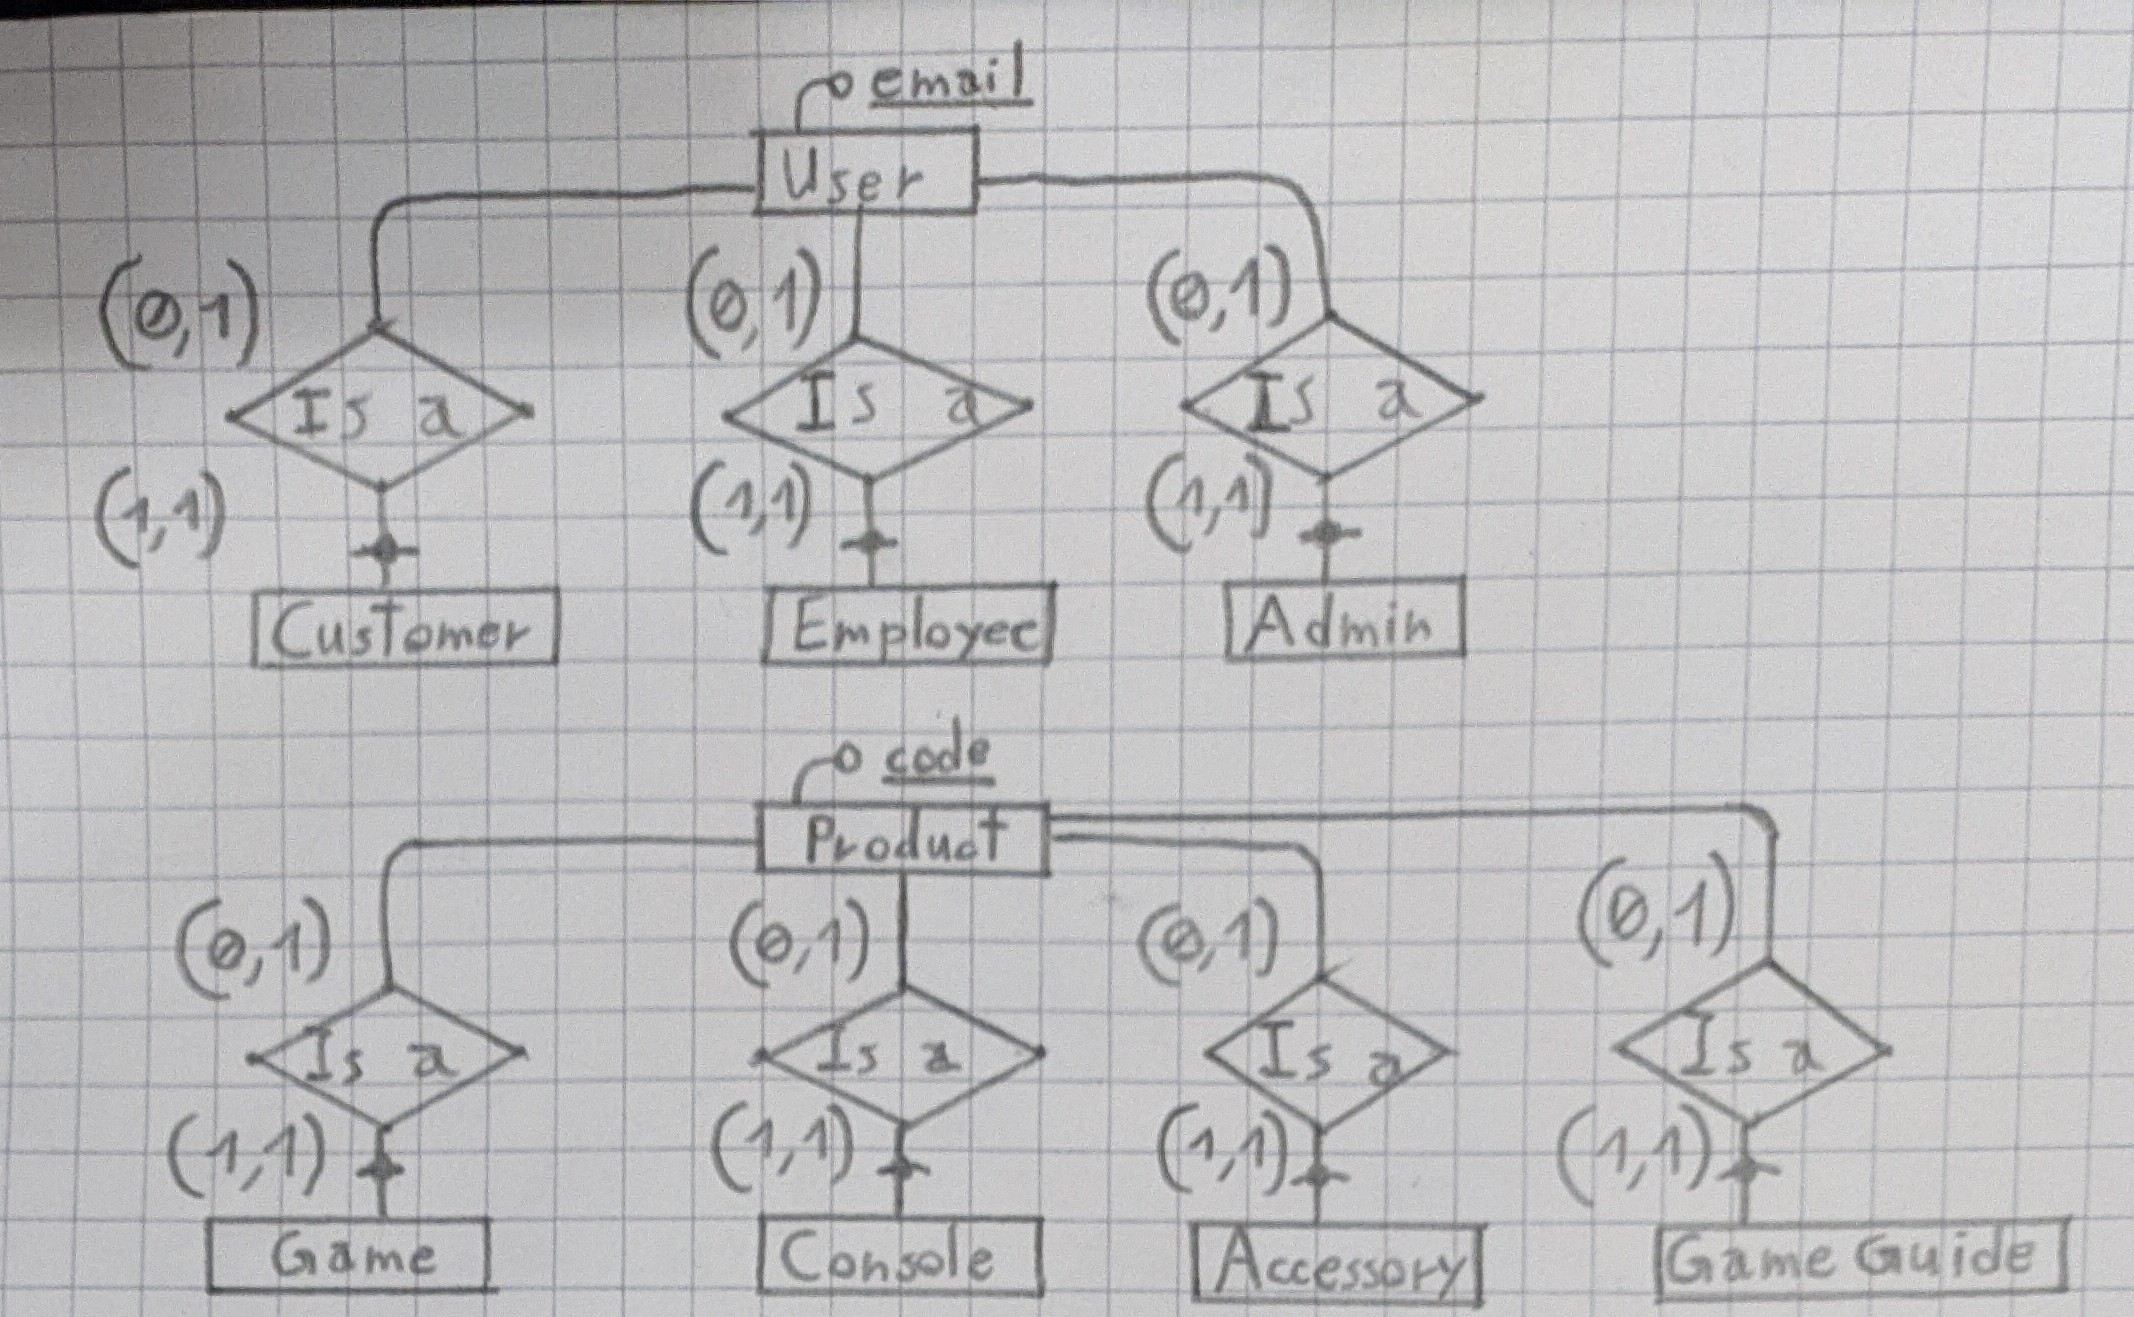 email
User
(0,1) (0,1) (0,1)
Is a Is a Is a
(1,1) (1,1) (1,1)
Customer Employee Admin
code
Product
(0,1) (0,1) (0,1) (0,1)
Is a Is a Is a Is a
(1,1) (1,1) (1,1) (1,1)
Game Console Accessory Game Guide